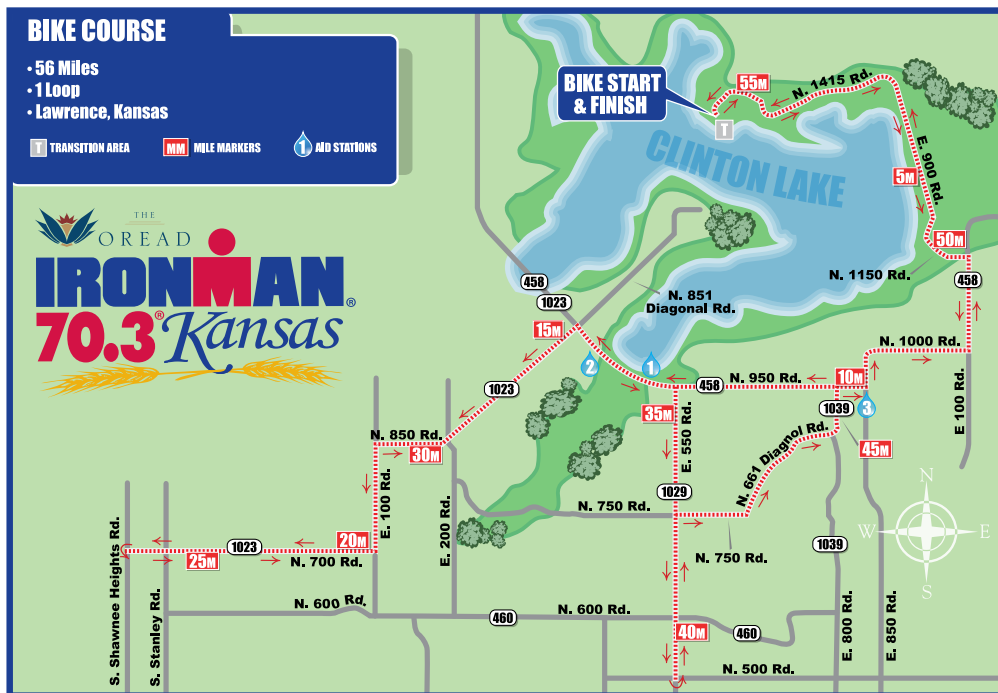 BIKE COURSE
• 56 Miles
• 1 Loop
• Lawrence, Kansas
T TRANSITION AREA
MM MILE MARKERS
1 AID STATIONS
THE
OREAD
IRONMAN®
70.3® Kansas
BIKE START
& FINISH
T
55M
N. 1415 Rd.
CLINTON LAKE
E. 900 Rd.
5M
50M
N. 1150 Rd.
458
458
1023
N. 851
Diagonal Rd.
15M
2
1
N. 1000 Rd.
1023
458
N. 950 Rd.
10M
E 100 Rd.
1039
3
35M
N. 850 Rd.
30M
E. 550 Rd.
N. 661 Diagnol Rd.
45M
E. 100 Rd.
E. 200 Rd.
1029
N. 750 Rd.
N. 750 Rd.
1039
N
W
E
S
20M
1023
25M
N. 700 Rd.
S. Shawnee Heights Rd.
S. Stanley Rd.
N. 600 Rd.
460
N. 600 Rd.
40M
460
E. 800 Rd.
E. 850 Rd.
N. 500 Rd.